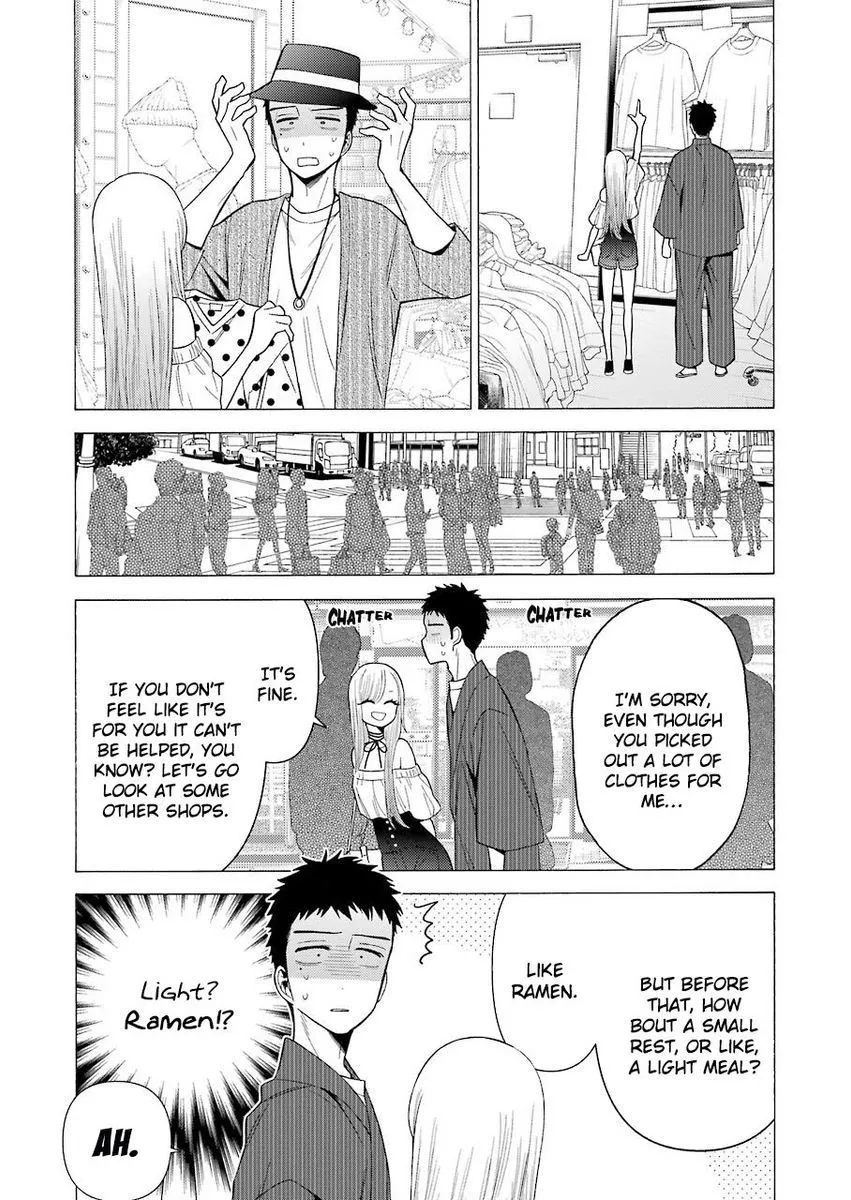 CHATTER
I'M SORRY,
EVEN THOUGH
YOU PICKED
OUT A LOT OF
CLOTHES FOR
ME...
CHATTER
IT'S
FINE.
IF YOU DON'T
FEEL LIKE IT'S
FOR YOU IT CAN'T
BE HELPED, YOU
KNOW? LET'S GO
LOOK AT SOME
OTHER SHOPS.
BUT BEFORE
THAT, HOW
BOUT A SMALL
REST, OR LIKE,
A LIGHT MEAL?
LIKE
RAMEN.
Light?
Ramen!?
AH.